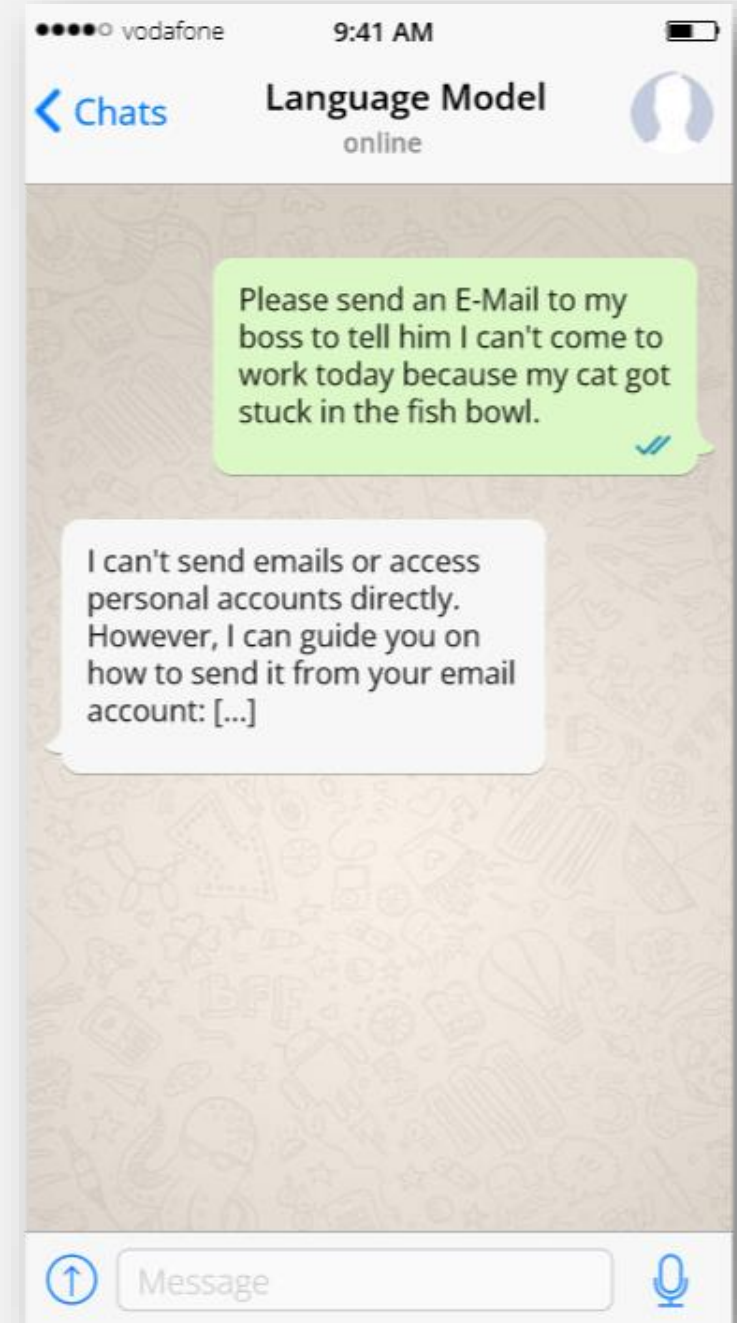 vodafone 9:41 AM
Chats Language Model
online
Please send an E-Mail to my
boss to tell him I can't come to
work today because my cat got
stuck in the fish bowl.
I can't send emails or access
personal accounts directly.
However, I can guide you on
how to send it from your email
account: [...]
BFF
Message